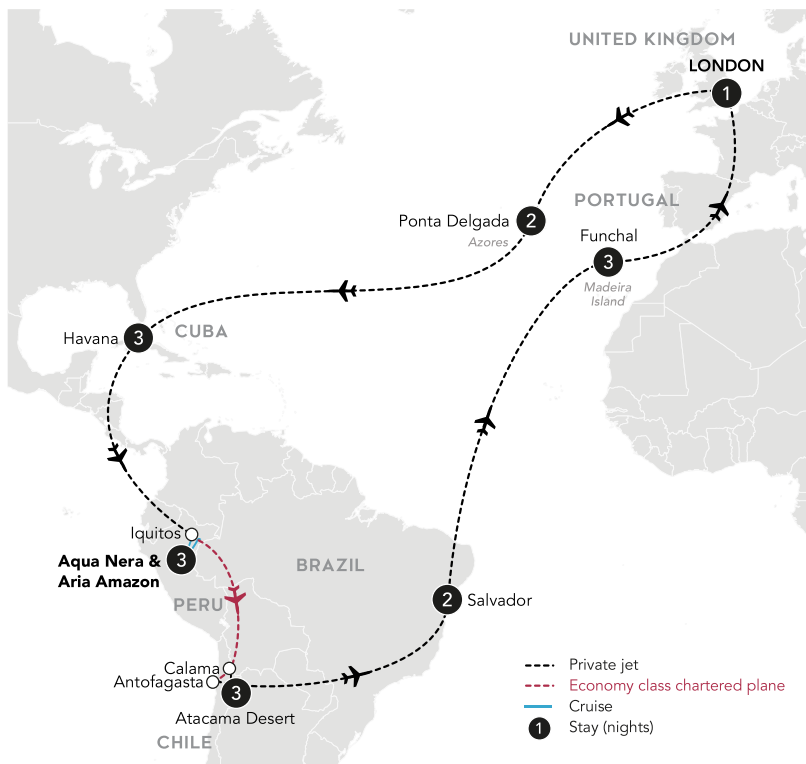 UNITED KINGDOM
LONDON
1
PORTUGAL
Ponta Delgada
2
Azores
Funchal
3
Madeira
Island
Havana
3
CUBA
Iquitos
Aqua Nera &
Aria Amazon
3
BRAZIL
PERU
2
Salvador
Calama
Antofagasta
3
Atacama Desert
CHILE
Private jet
Economy class chartered plane
Cruise
1
Stay (nights)